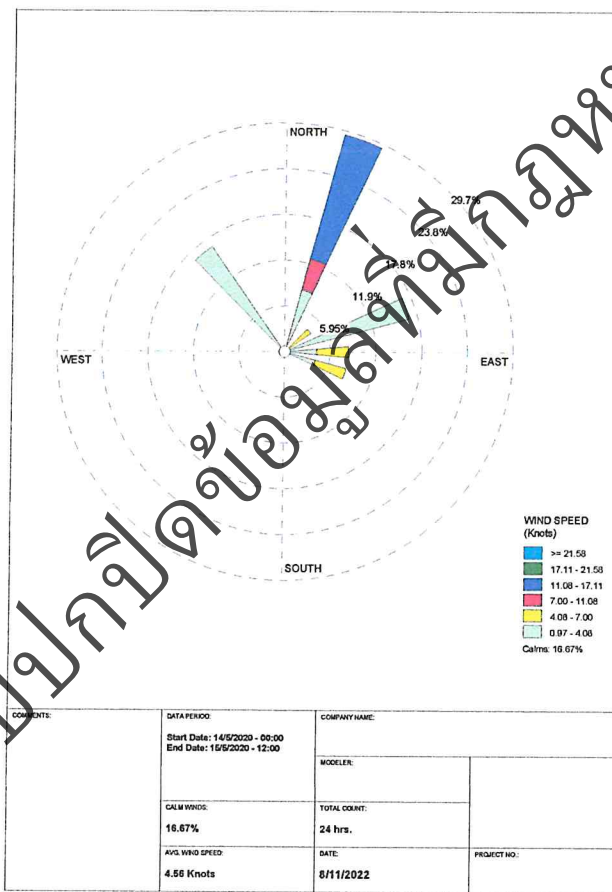 NORTH
29.7%
23.8%
17.8%
11.9%
5.95%
WEST
EAST
SOUTH
ปกปิดข้อมูลที่มีกฎห
WIND SPEED
(Knots)
>= 21.58
17.11 - 21.58
11.08 - 17.11
7.00 - 11.08
4.08 - 7.00
0.97 - 4.08
Calms: 16.67%
COMMENTS:
DATA PERIOD:
Start Date: 14/5/2020 - 00:00
End Date: 15/5/2020 - 12:00
COMPANY NAME:
MODELER:
CALM WINDS:
16.67%
TOTAL COUNT:
24 hrs.
AVG. WIND SPEED:
4.56 Knots
DATE:
8/11/2022
PROJECT NO.: